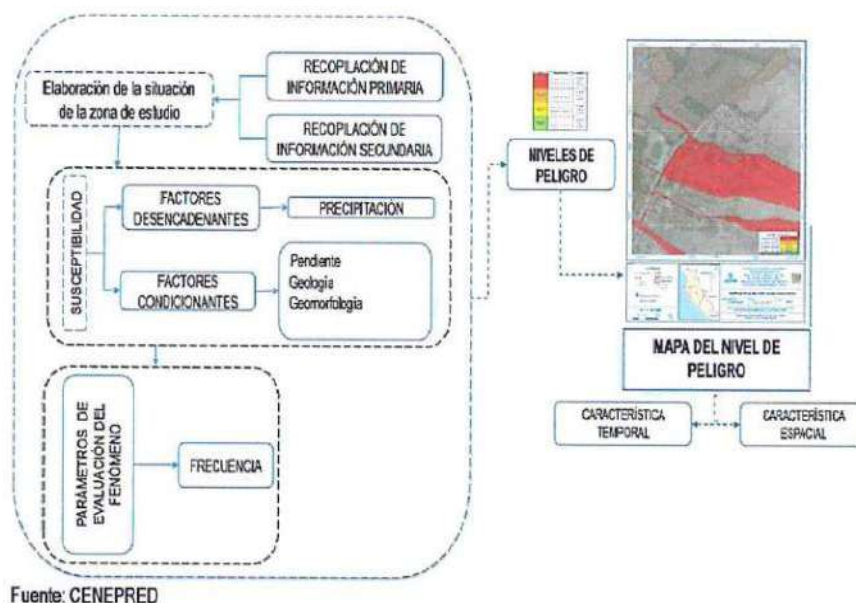 RECOPILACIÓN DE
INFORMACIÓN PRIMARIA
Elaboración de la situación
de la zona de estudio
RECOPILACIÓN DE
INFORMACIÓN SECUNDARIA
SUSCEPTIBILIDAD
FACTORES
DESENCADENANTES
PRECIPITACIÓN
FACTORES
CONDICIONANTES
Pendiente
Geología
Geomorfología
PARÁMETROS DE
EVALUACIÓN DEL
FENÓMENO
FRECUENCIA
NIVELES DE
PELIGRO
MAPA DEL NIVEL DE
PELIGRO
CARACTERÍSTICA
TEMPORAL
CARACTERÍSTICA
ESPACIAL
Fuente: CENEPRED